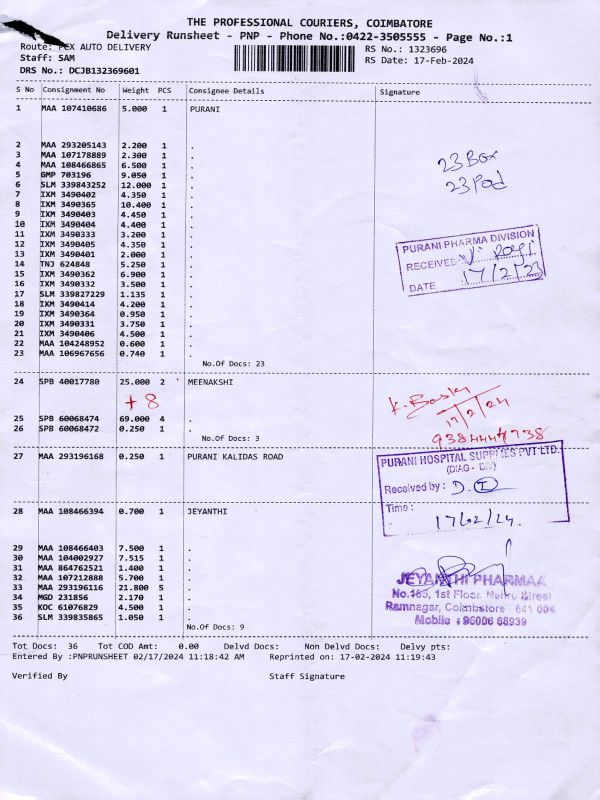 THE PROFESSIONAL COURIERS, COIMBATORE
Delivery Runsheet - PNP - Phone No.:0422-3505555 - Page No.:1
Route: PEX AUTO DELIVERY RS No.: 1323696
Staff: SAM RS Date: 17-Feb-2024
DRS No.: DCJB132369601
S No Consignment No Weight PCS Consignee Details Signature
1 MAA 107410686 5.000 1 PURANI
2 MAA 293205143 2.200 1 .
3 MAA 107178889 2.300 1 .
4 MAA 108466865 6.500 1 .
5 GMP 703196 9.050 1 .
6 SLM 339843252 12.000 1 .
7 IXM 3490402 4.350 1 .
8 IXM 3490365 10.400 1 .
9 IXM 3490403 4.450 1 .
10 IXM 3490404 4.400 1 .
11 IXM 3490333 3.200 1 .
12 IXM 3490405 4.350 1 .
13 IXM 3490401 2.000 1 .
14 TNJ 624848 5.250 1 .
15 IXM 3490362 6.900 1 .
16 IXM 3490332 3.500 1 .
17 SLM 339827229 1.135 1 .
18 IXM 3490414 4.200 1 .
19 IXM 3490364 0.950 1 .
20 IXM 3490331 3.750 1 .
21 IXM 3490406 4.500 1 .
22 MAA 104248952 0.600 1 .
23 MAA 106967656 0.740 1 .
No.Of Docs: 23
23 Box
23 Pod
PURANI PHARMA DIVISION
RECEIVED
DATE 17/2/23
24 SPB 40017780 25.000 2 MEENAKSHI
+8
25 SPB 60068474 69.000 4 .
26 SPB 60068472 0.250 1 .
No.Of Docs: 3
17/2/24
27 MAA 293196168 0.250 1 PURANI KALIDAS ROAD
PURANI HOSPITAL SUPPLIES PVT LTD.
(DIAG - DIV)
Received by :
Time :
17/02/24.
28 MAA 108466394 0.700 1 JEYANTHI
29 MAA 108466403 7.500 1 .
30 MAA 104002927 7.515 1 .
31 MAA 864762521 1.400 1 .
32 MAA 107212888 5.700 1 .
33 MAA 293196116 21.800 5 .
34 MGD 231856 2.170 1 .
35 KOC 61076829 4.500 1 .
36 SLM 339835865 1.050 1 .
No.Of Docs: 9
JEYANTHI PHARMAA
No.185, 1st Floor, Nehru Street
Ramnagar, Coimbatore 641 009
Mobile : 96006 68939
Tot Docs: 36 Tot COD Amt: 0.00 Delvd Docs: Non Delvd Docs: Delvy pts:
Entered By :PNPRUNSHEET 02/17/2024 11:18:42 AM Reprinted on: 17-02-2024 11:19:43
Verified By Staff Signature